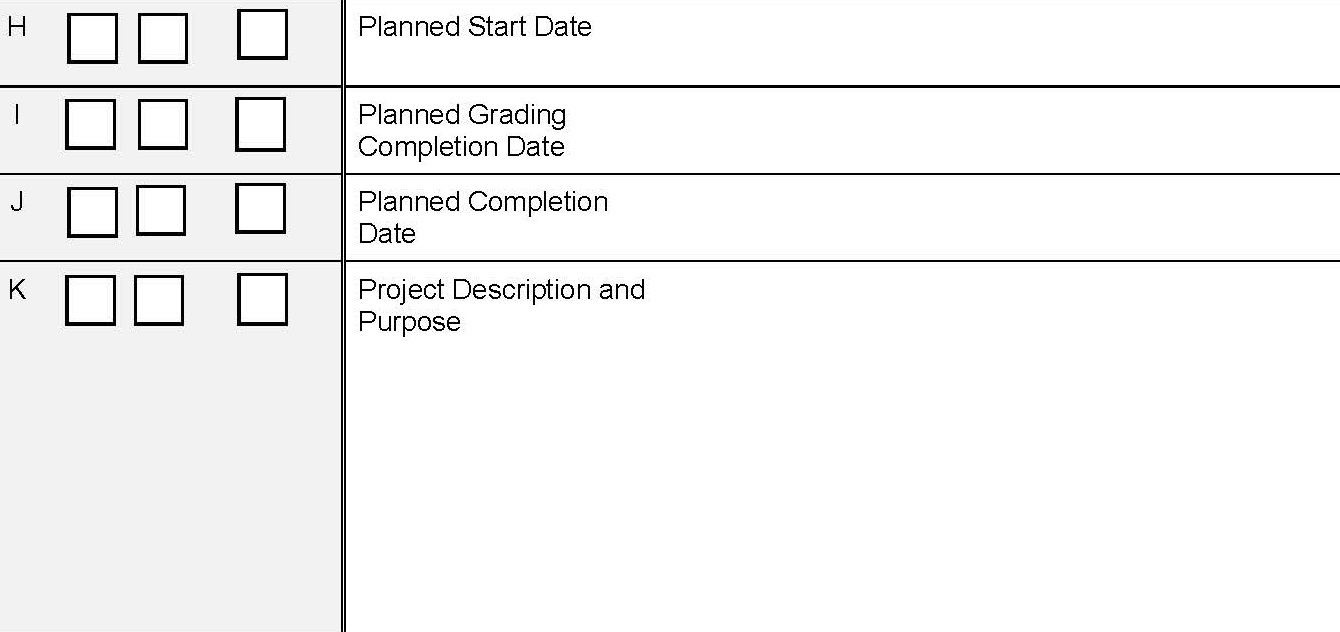 H Planned Start Date
I Planned Grading
Completion Date
J Planned Completion
Date
K Project Description and
Purpose